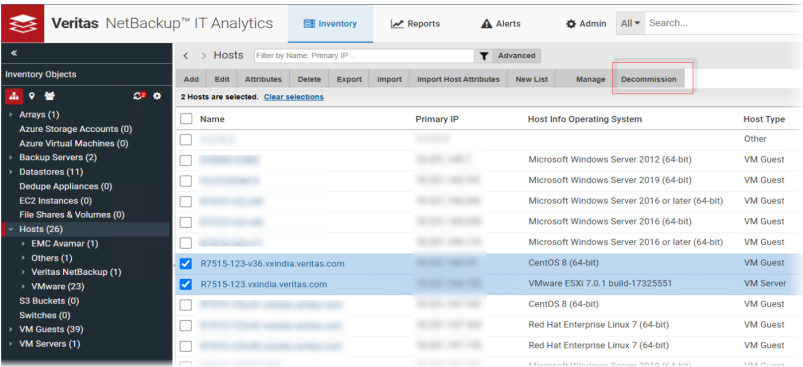 Veritas NetBackup™ IT Analytics
Inventory
Reports
Alerts
Admin
All
Search...
«
Inventory Objects
2
Arrays (1)
Azure Storage Accounts (0)
Azure Virtual Machines (0)
Backup Servers (2)
Datastores (11)
Dedupe Appliances (0)
EC2 Instances (0)
File Shares & Volumes (0)
Hosts (26)
EMC Avamar (1)
Others (1)
Veritas NetBackup (1)
VMware (23)
S3 Buckets (0)
Switches (0)
VM Guests (39)
VM Servers (1)
< > Hosts Filter by Name, Primary IP ... Advanced
Add Edit Attributes Delete Export Import Import Host Attributes New List Manage Decommission
2 Hosts are selected. Clear selections
Name Primary IP Host Info Operating System Host Type
Other
Microsoft Windows Server 2012 (64-bit) VM Guest
Microsoft Windows Server 2019 (64-bit) VM Guest
Microsoft Windows Server 2016 or later (64-bit) VM Guest
Microsoft Windows Server 2016 (64-bit) VM Guest
Microsoft Windows Server 2016 or later (64-bit) VM Guest
R7515-123-v36.vxindia.veritas.com CentOS 8 (64-bit) VM Guest
R7515-123.vxindia.veritas.com VMware ESXi 7.0.1 build-17325551 VM Server
CentOS 8 (64-bit) VM Guest
Red Hat Enterprise Linux 7 (64-bit) VM Guest
Red Hat Enterprise Linux 7 (64-bit) VM Guest
Microsoft Windows Server 2019 (64-bit) VM Guest